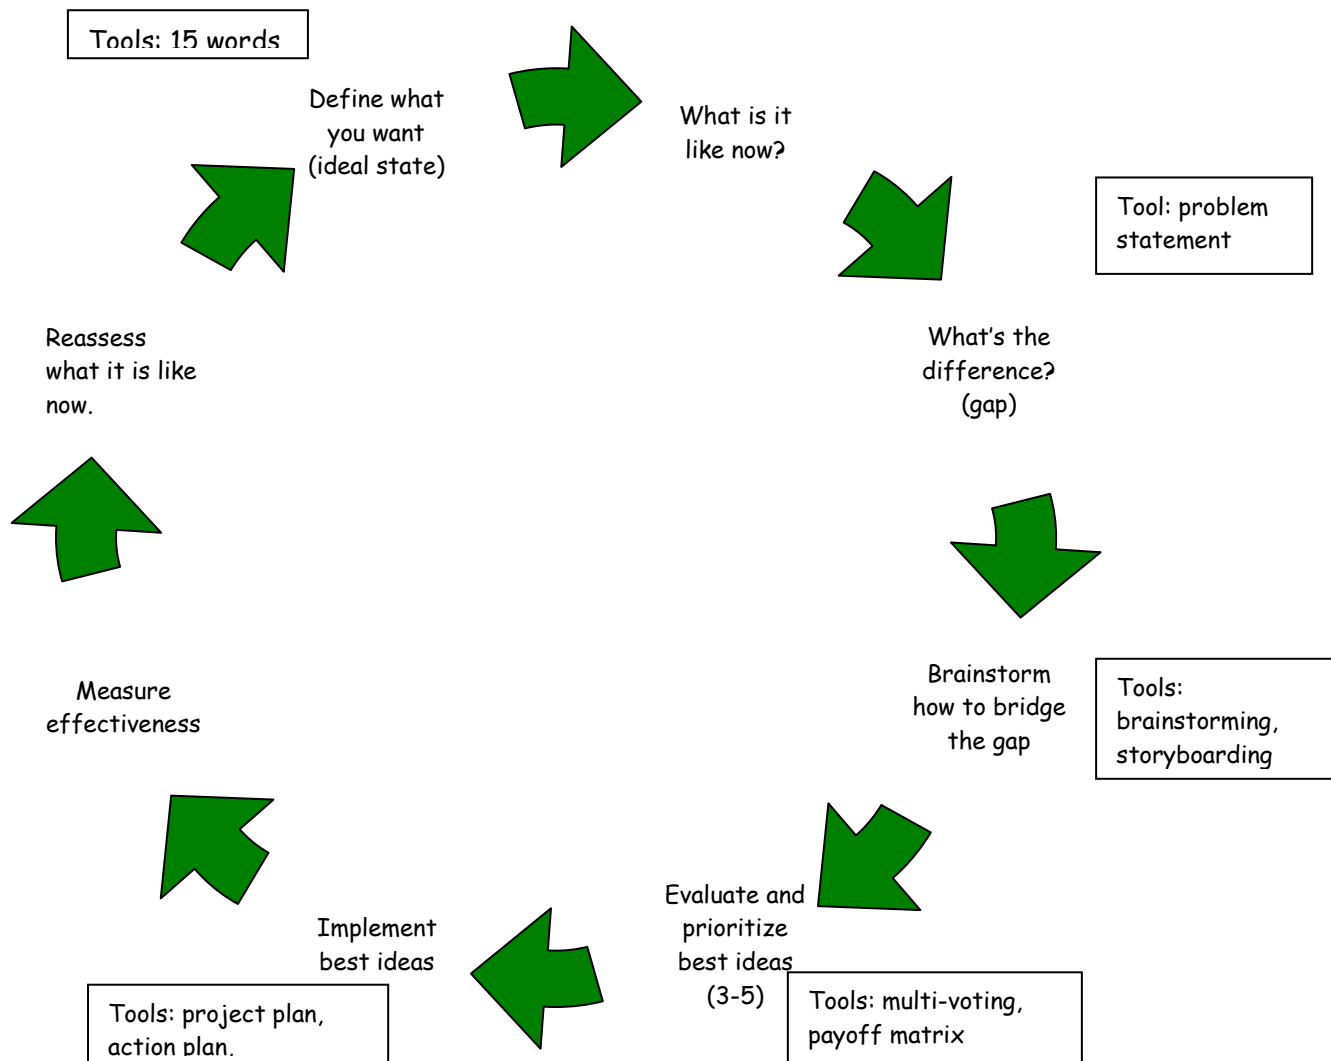 Tools: 15 words
Define what
you want
(ideal state)
What is it
like now?
Tool: problem
statement
What's the
difference?
(gap)
Brainstorm
how to bridge
the gap
Tools:
brainstorming,
storyboarding
Evaluate and
prioritize
best ideas
(3-5)
Tools: multi-voting,
payoff matrix
Implement
best ideas
Tools: project plan,
action plan,
Measure
effectiveness
Reassess
what it is like
now.